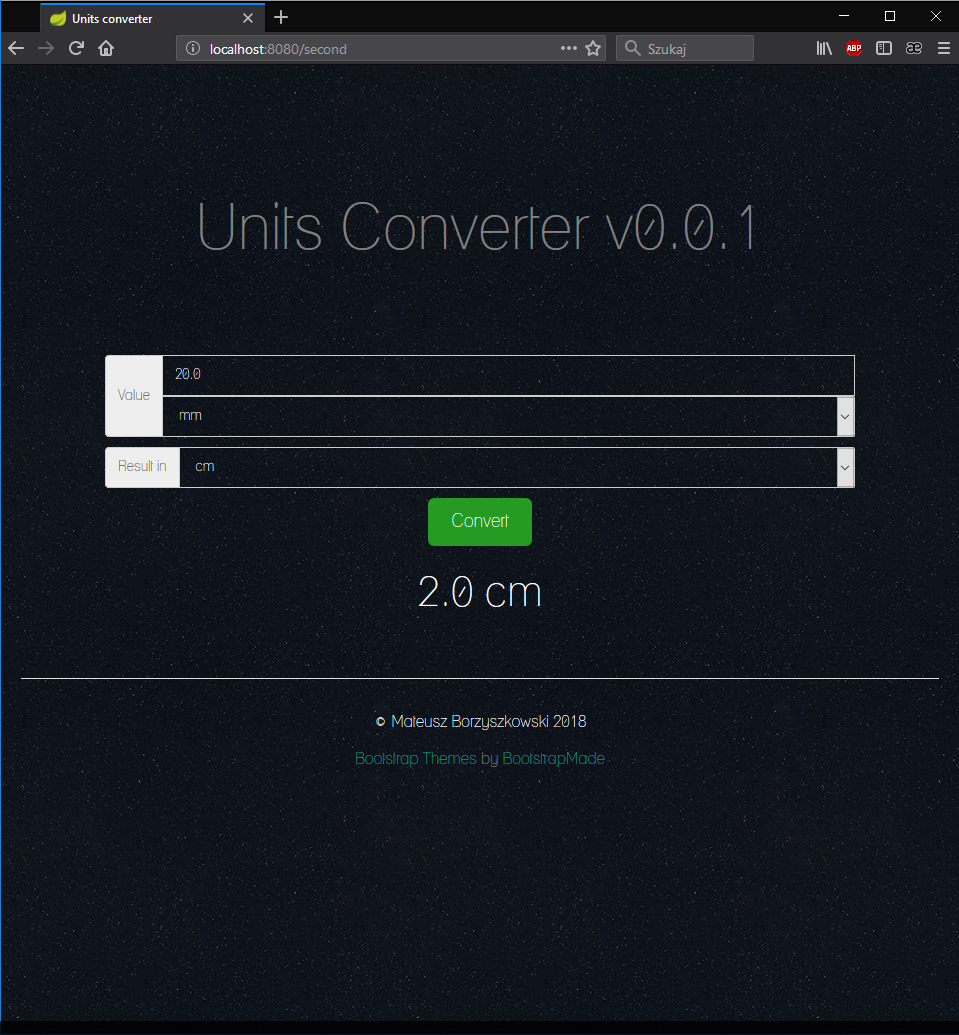 Units converter
localhost:8080/second
Szukaj
ABP
æ
Units Converter v0.0.1
Value
20.0
mm
Result in
cm
Convert
2.0 cm
© Mateusz Borzyszkowski 2018
Bootstrap Themes by BootstrapMade